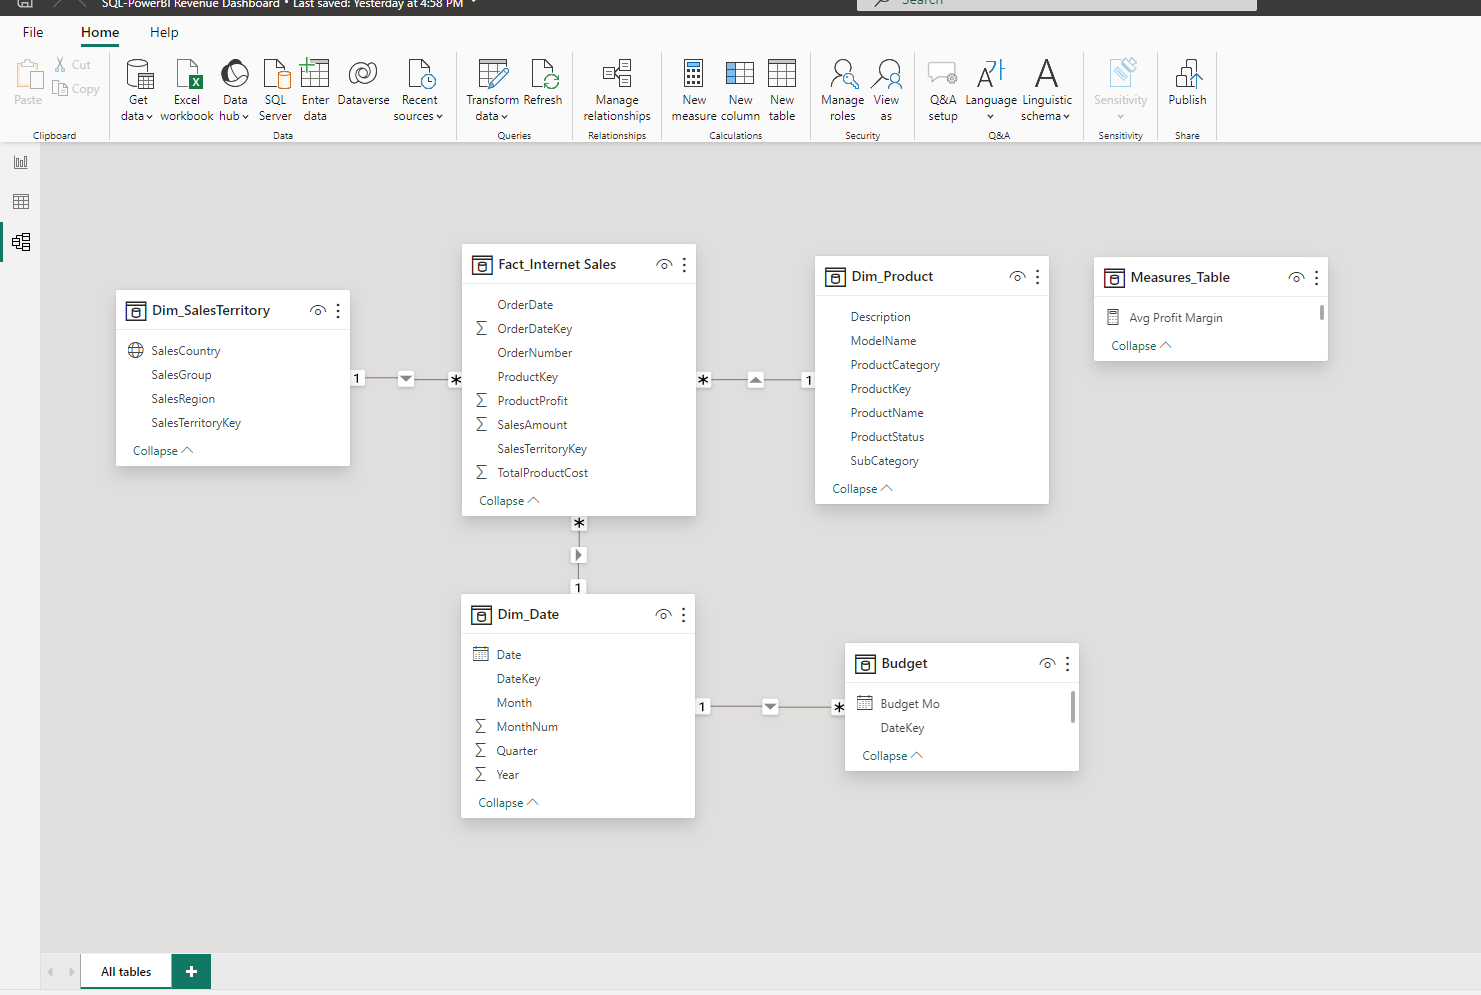 SQL-PowerBI Revenue Dashboard • Last saved: Yesterday at 4:58 PM
Search
File Home Help
Paste
Cut
Copy
Clipboard
Get data
Excel workbook
Data hub
SQL Server
Enter data
Dataverse
Recent sources
Data
Transform data
Refresh
Queries
Manage relationships
Relationships
New measure
New column
New table
Calculations
Manage roles
View as
Security
Q&A setup
Language
Linguistic schema
Q&A
Sensitivity
Sensitivity
Publish
Share
Dim_SalesTerritory
SalesCountry
SalesGroup
SalesRegion
SalesTerritoryKey
Collapse
1
*
Fact_Internet Sales
OrderDate
OrderDateKey
OrderNumber
ProductKey
ProductProfit
SalesAmount
SalesTerritoryKey
TotalProductCost
Collapse
*
1
Dim_Product
Description
ModelName
ProductCategory
ProductKey
ProductName
ProductStatus
SubCategory
Collapse
Measures_Table
Avg Profit Margin
Collapse
*
1
Dim_Date
Date
DateKey
Month
MonthNum
Quarter
Year
Collapse
1
*
Budget
Budget Mo
DateKey
Collapse
All tables
+